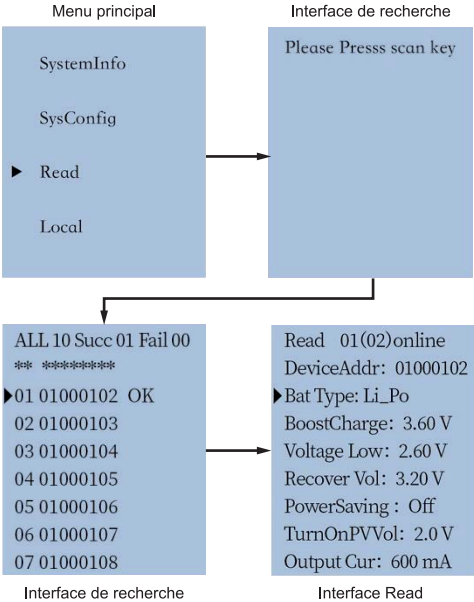 Menu principal
SystemInfo
SysConfig
Read
Local
Interface de recherche
Please Presss scan key
ALL 10 Succ 01 Fail 00
** ********
01 01000102 OK
02 01000103
03 01000104
04 01000105
05 01000106
06 01000107
07 01000108
Interface de recherche
Read 01(02)online
DeviceAddr: 01000102
Bat Type: Li_Po
BoostCharge: 3.60 V
Voltage Low: 2.60 V
Recover Vol: 3.20 V
PowerSaving : Off
TurnOnPVVol: 2.0 V
Output Cur: 600 mA
Interface Read